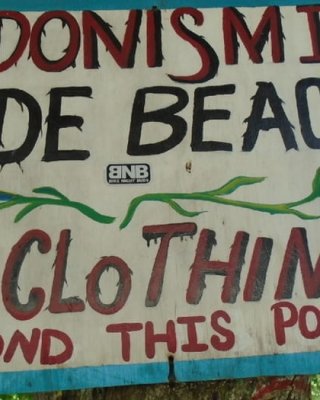 DONISM I
DE BEAC
BNB
CLOTHIN
OND THIS PO